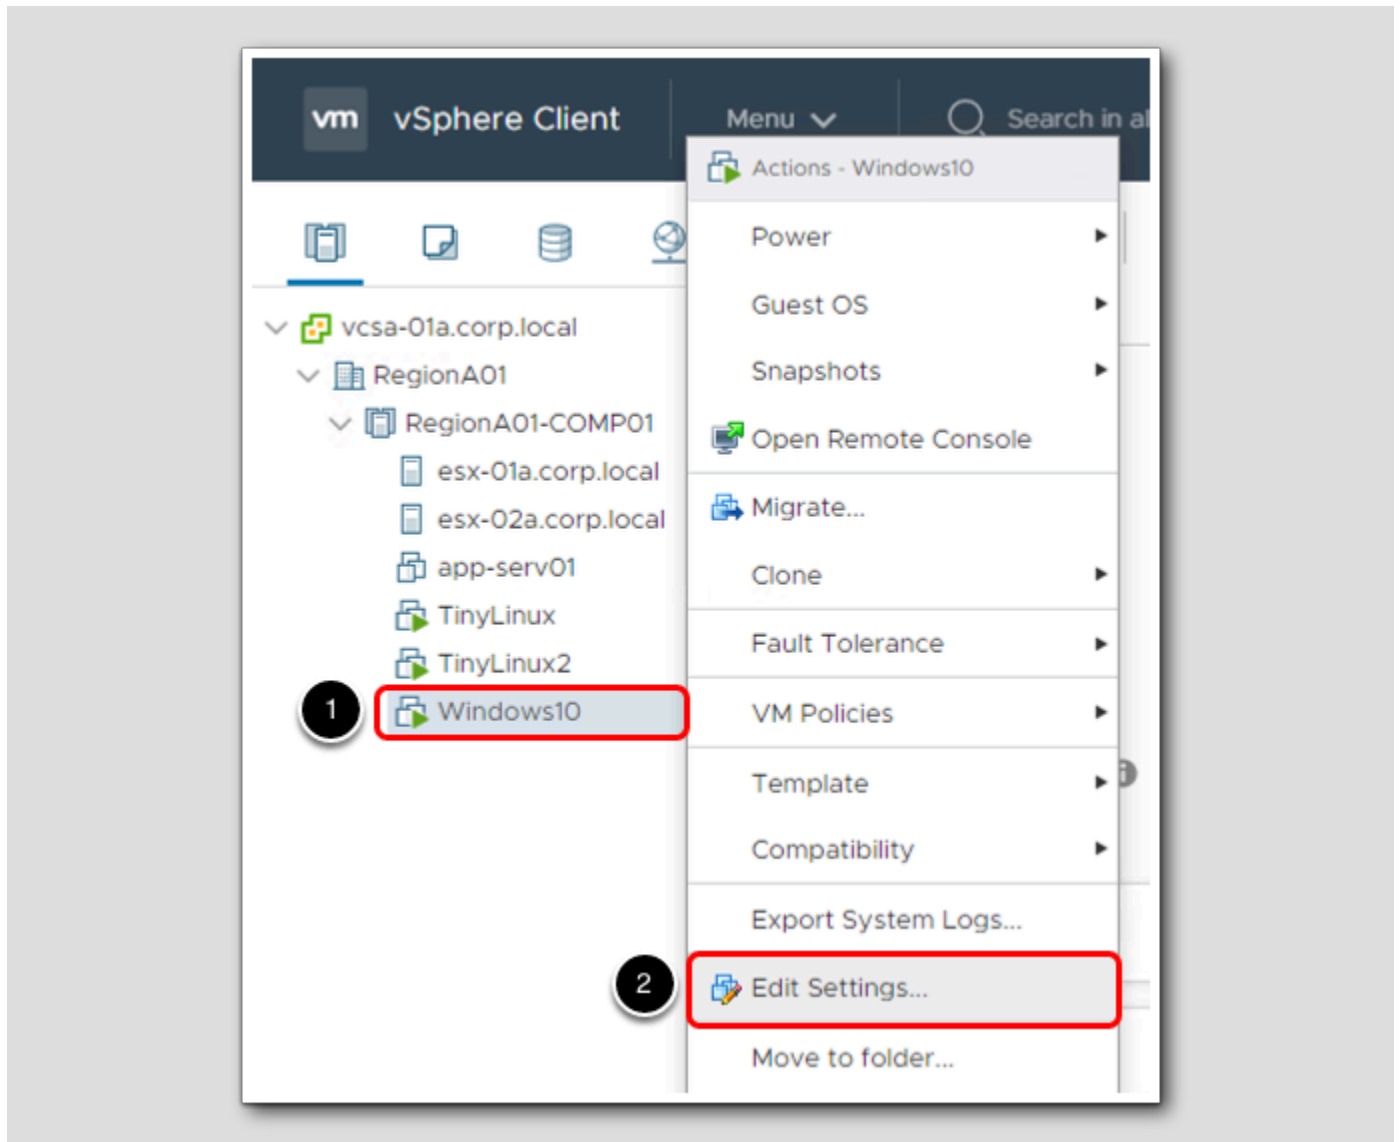 vm vSphere Client Menu Search in al
Actions - Windows10
Power
Guest OS
vcsa-01a.corp.local
Snapshots
RegionA01
RegionA01-COMP01
Open Remote Console
esx-01a.corp.local
Migrate...
esx-02a.corp.local
app-serv01
Clone
TinyLinux
Fault Tolerance
TinyLinux2
1 Windows10
VM Policies
Template
Compatibility
Export System Logs...
2 Edit Settings...
Move to folder...